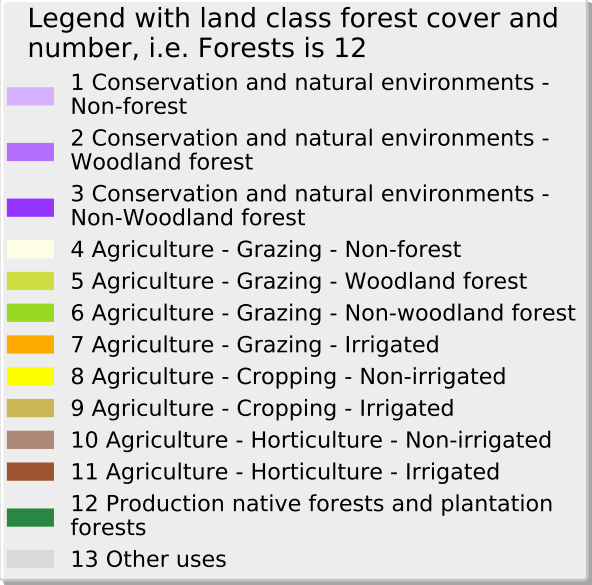 Legend with land class forest cover and
number, i.e. Forests is 12
1 Conservation and natural environments -
Non-forest
2 Conservation and natural environments -
Woodland forest
3 Conservation and natural environments -
Non-Woodland forest
4 Agriculture - Grazing - Non-forest
5 Agriculture - Grazing - Woodland forest
6 Agriculture - Grazing - Non-woodland forest
7 Agriculture - Grazing - Irrigated
8 Agriculture - Cropping - Non-irrigated
9 Agriculture - Cropping - Irrigated
10 Agriculture - Horticulture - Non-irrigated
11 Agriculture - Horticulture - Irrigated
12 Production native forests and plantation
forests
13 Other uses